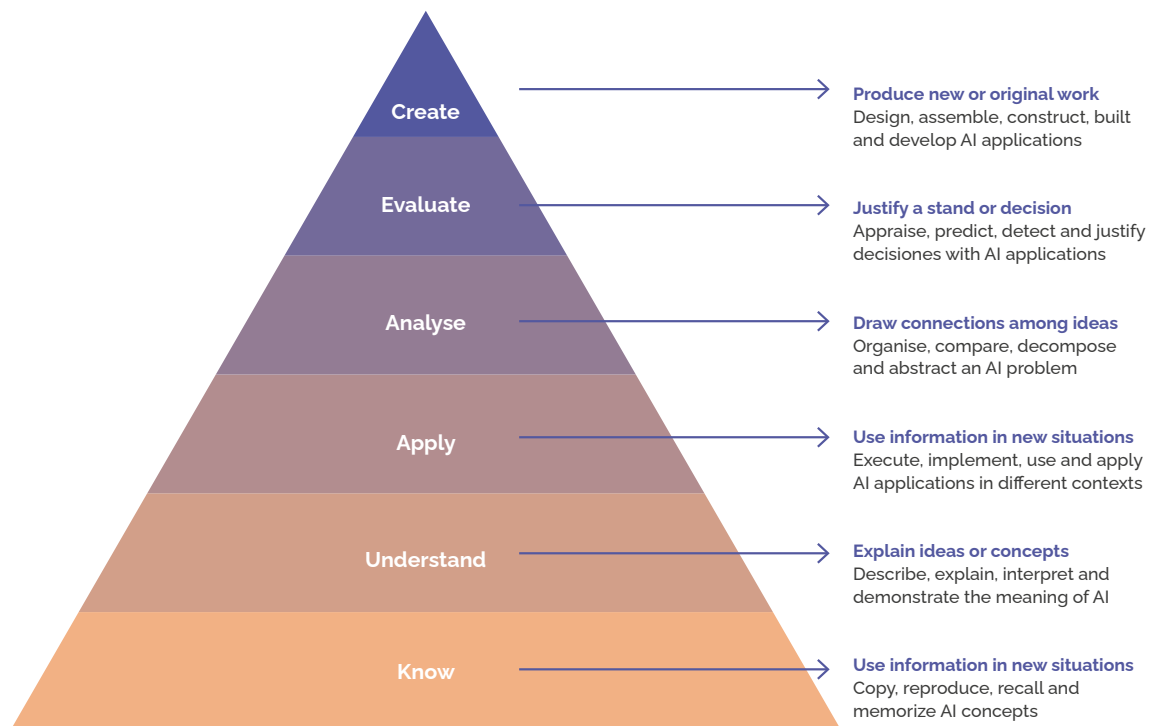 Create
Produce new or original work
Design, assemble, construct, built
and develop AI applications
Evaluate
Justify a stand or decision
Appraise, predict, detect and justify
decisiones with AI applications
Analyse
Draw connections among ideas
Organise, compare, decompose
and abstract an AI problem
Apply
Use information in new situations
Execute, implement, use and apply
AI applications in different contexts
Understand
Explain ideas or concepts
Describe, explain, interpret and
demonstrate the meaning of AI
Know
Use information in new situations
Copy, reproduce, recall and
memorize AI concepts